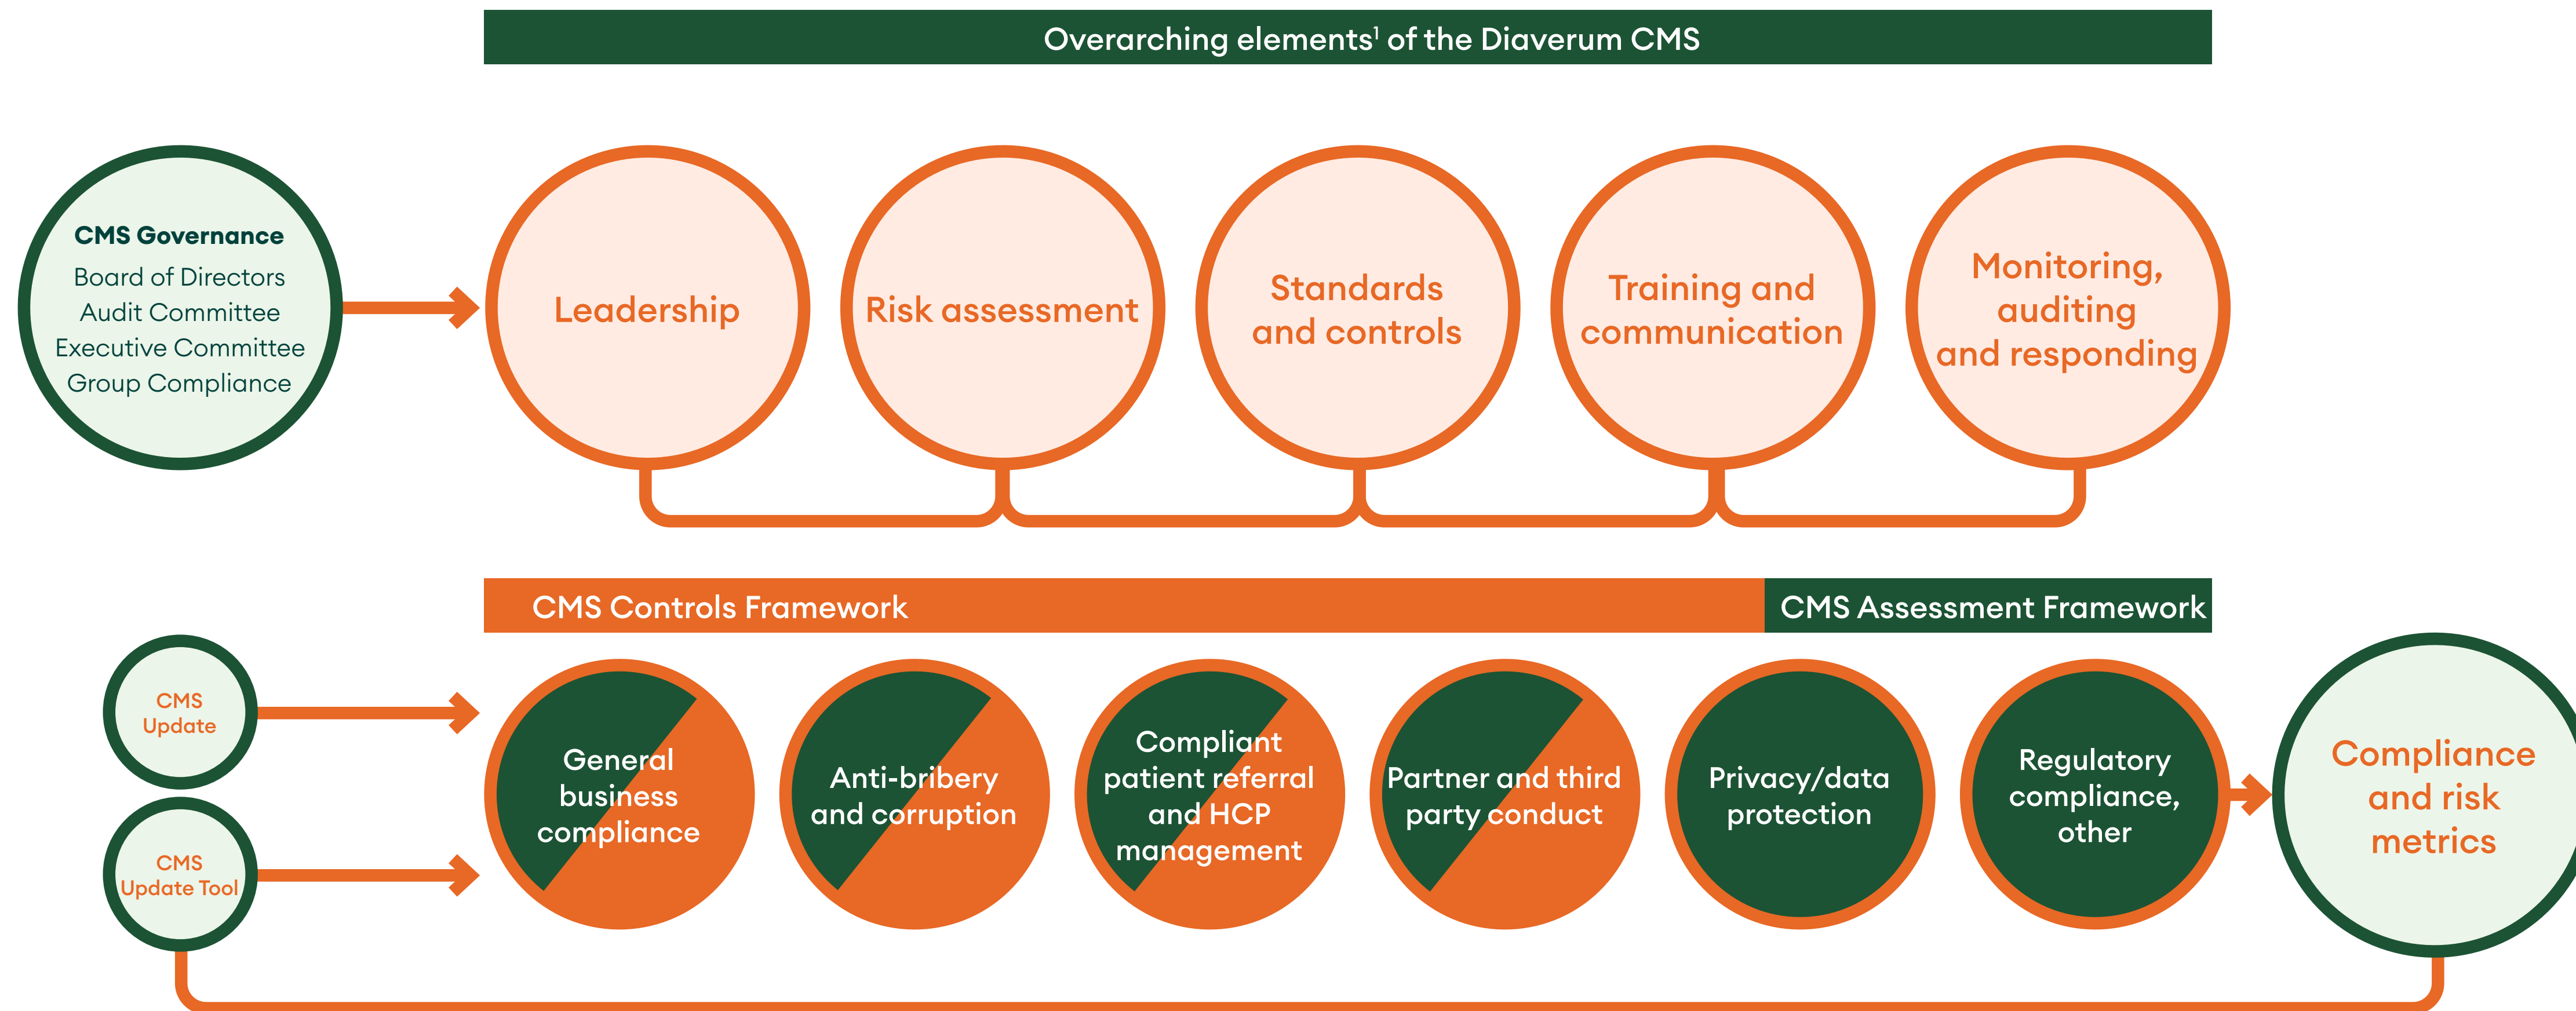 Overarching elements¹ of the Diaverum CMS
CMS Governance
Board of Directors
Audit Committee
Executive Committee
Group Compliance
Leadership
Risk assessment
Standards
and controls
Training and
communication
Monitoring,
auditing
and responding
CMS Controls Framework
CMS Assessment Framework
CMS
Update
CMS
Update Tool
General
business
compliance
Anti-bribery
and corruption
Compliant
patient referral
and HCP
management
Partner and third
party conduct
Privacy/data
protection
Regulatory
compliance,
other
Compliance
and risk
metrics